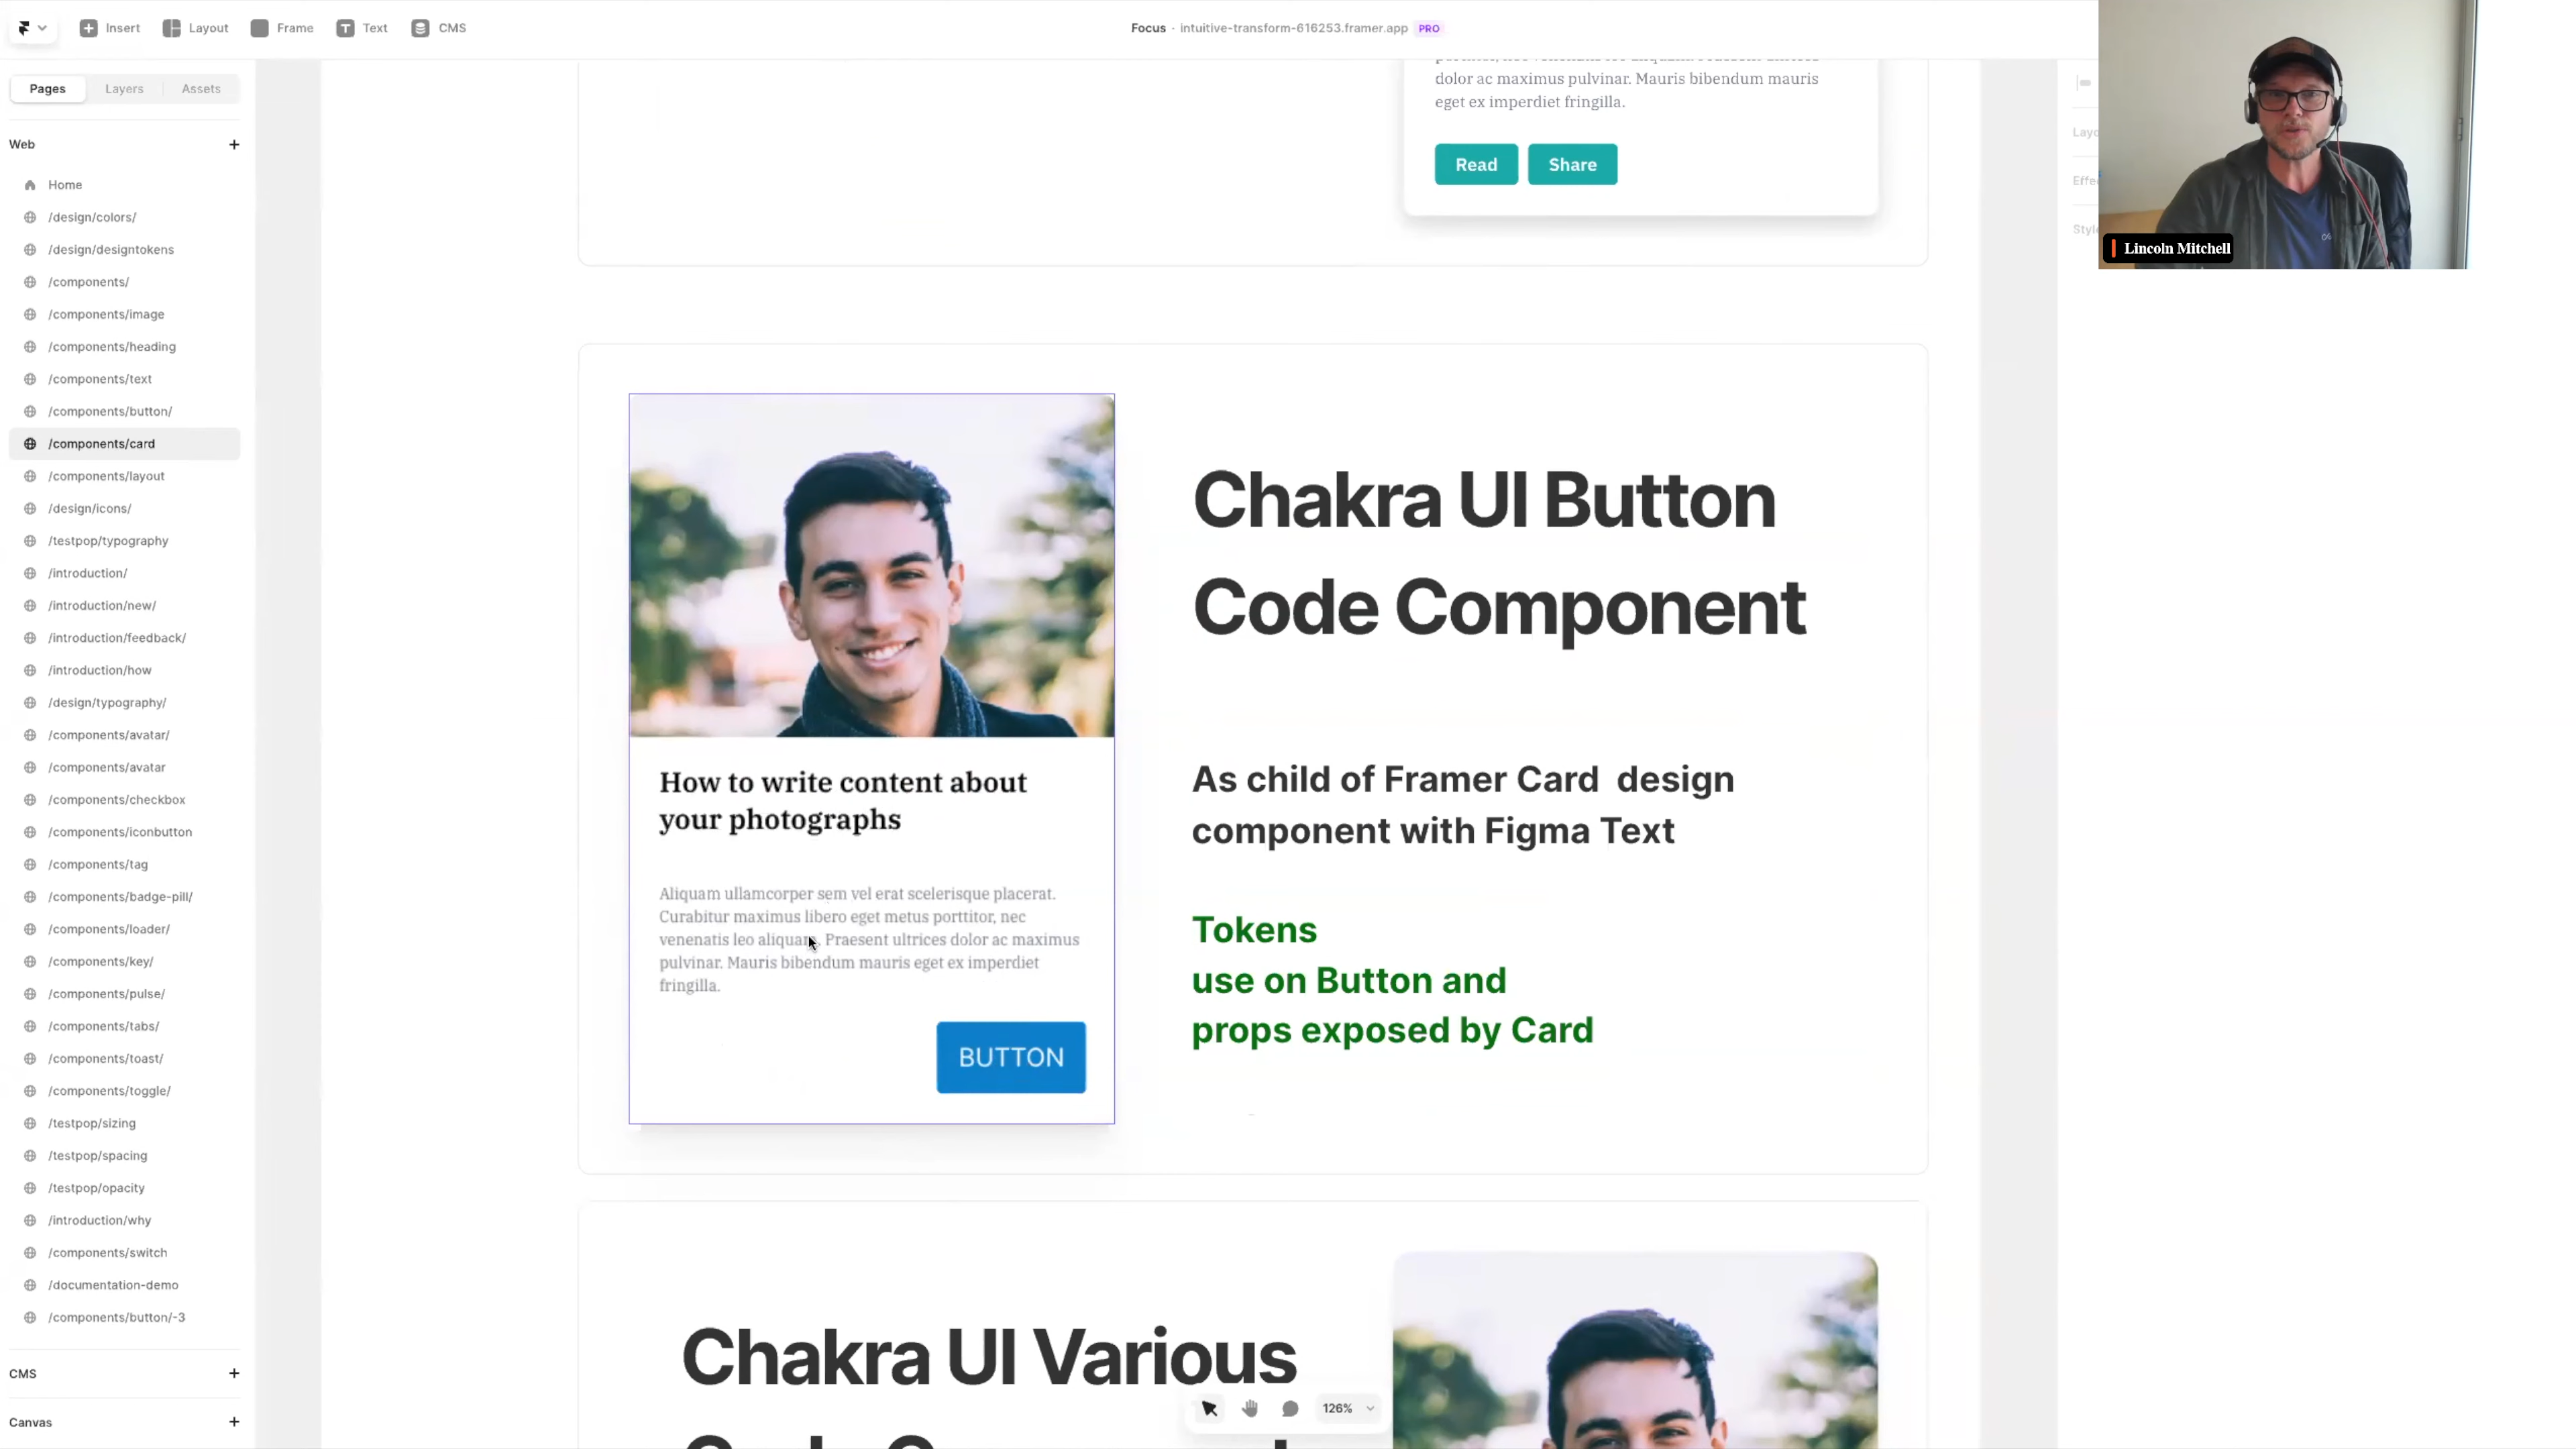 Insert
Layout
Frame
Text
CMS
Focus · intuitive-transform-616253.framer.app PRO
Pages
Layers
Assets
Web
Home
/design/colors/
/design/designtokens
/components/
/components/image
/components/heading
/components/text
/components/button/
/components/card
/components/layout
/design/icons/
/testpop/typography
/introduction/
/introduction/new/
/introduction/feedback/
/introduction/how
/design/typography/
/components/avatar/
/components/avatar
/components/checkbox
/components/iconbutton
/components/tag
/components/badge-pill/
/components/loader/
/components/key/
/components/pulse/
/components/tabs/
/components/toast/
/components/toggle/
/testpop/sizing
/testpop/spacing
/testpop/opacity
/introduction/why
/components/switch
/documentation-demo
/components/button/-3
CMS
Canvas
dolor ac maximus pulvinar. Mauris bibendum mauris
eget ex imperdiet fringilla.
Read
Share
How to write content about
your photographs
Aliquam ullamcorper sem vel erat scelerisque placerat.
Curabitur maximus libero eget metus porttitor, nec
venenatis leo aliquam. Praesent ultrices dolor ac maximus
pulvinar. Mauris bibendum mauris eget ex imperdiet
fringilla.
BUTTON
Chakra UI Button
Code Component
As child of Framer Card design
component with Figma Text
Tokens
use on Button and
props exposed by Card
Chakra UI Various
126%
Lincoln Mitchell